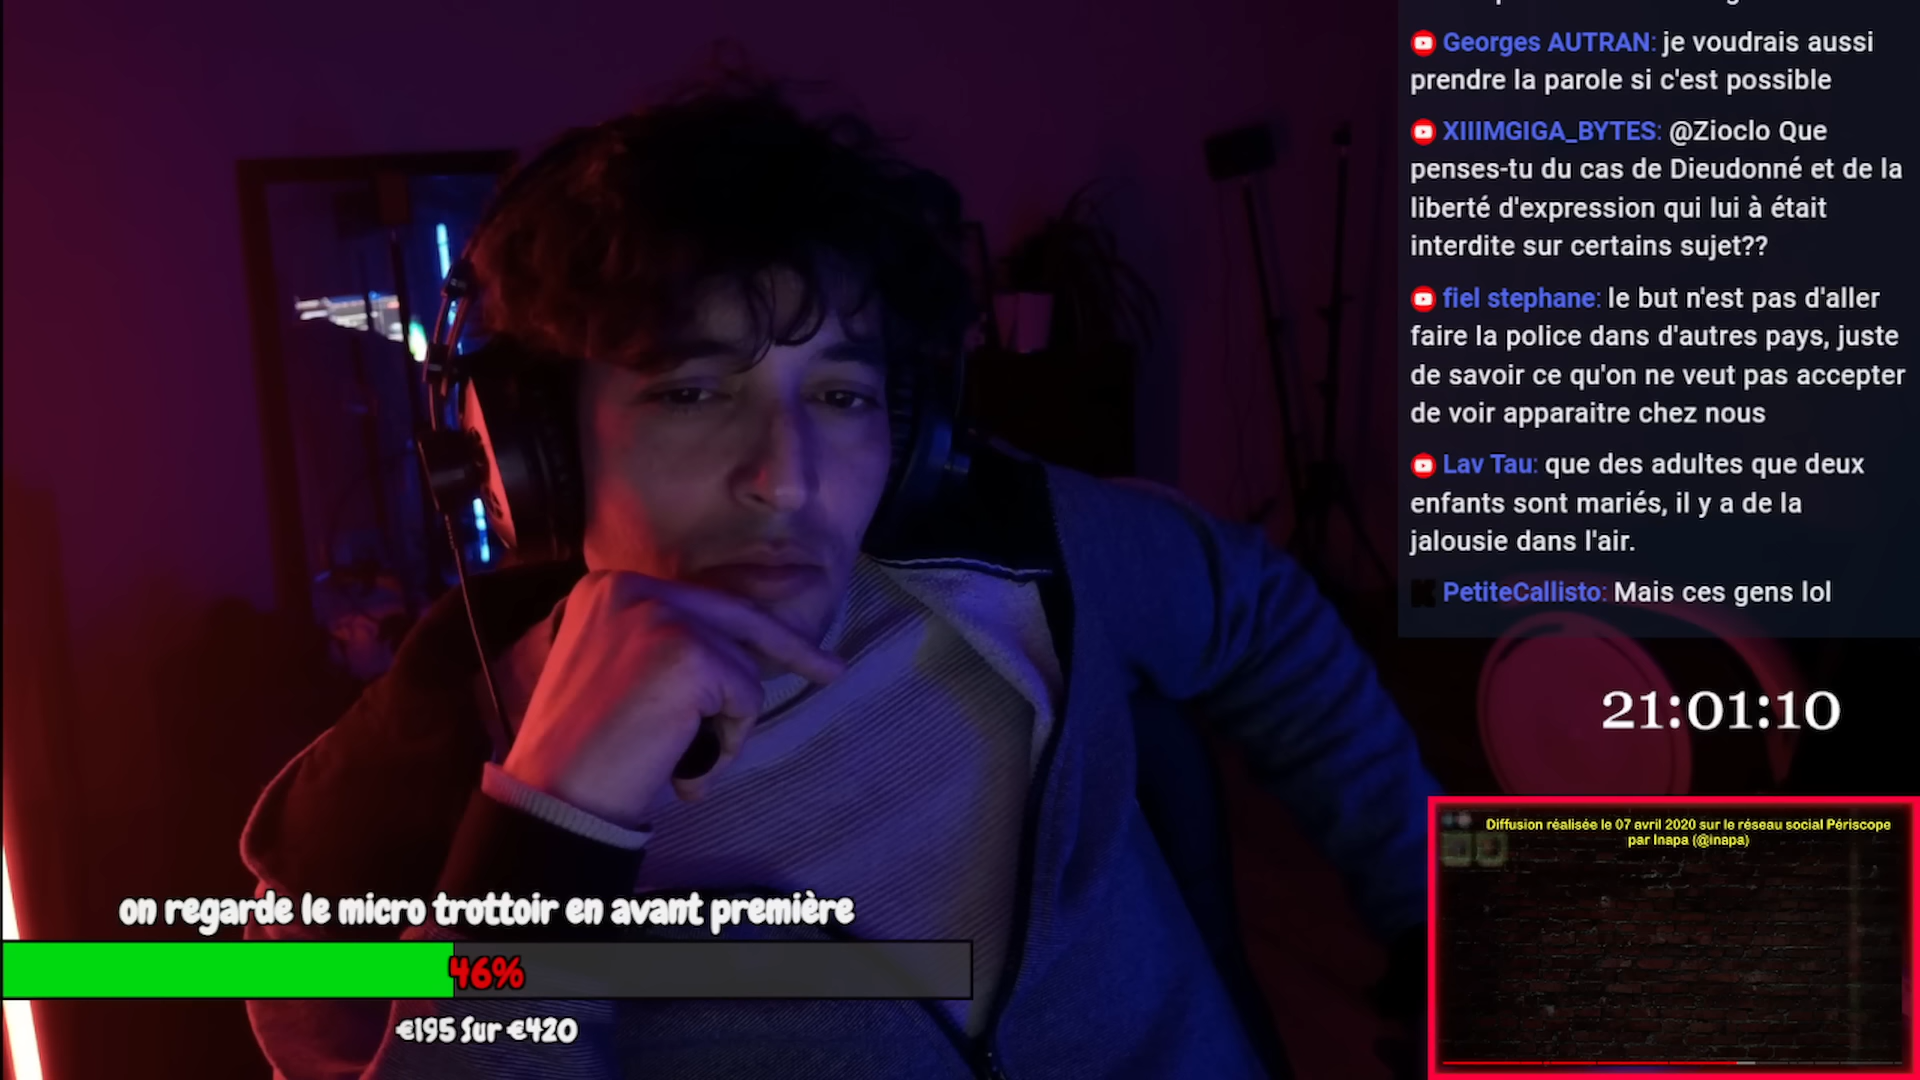 Georges AUTRAN: je voudrais aussi
prendre la parole si c'est possible
XIIIMGIGA_BYTES: @Zioclo Que
penses-tu du cas de Dieudonné et de la
liberté d'expression qui lui à était
interdite sur certains sujet??
fiel stephane: le but n'est pas d'aller
faire la police dans d'autres pays, juste
de savoir ce qu'on ne veut pas accepter
de voir apparaitre chez nous
Lav Tau: que des adultes que deux
enfants sont mariés, il y a de la
jalousie dans l'air.
PetiteCallisto: Mais ces gens lol
21:01:10
Diffusion réalisée le 07 avril 2020 sur le réseau social Périscope
par Inapa (@inapa)
on regarde le micro trottoir en avant première
46%
€195 Sur €420